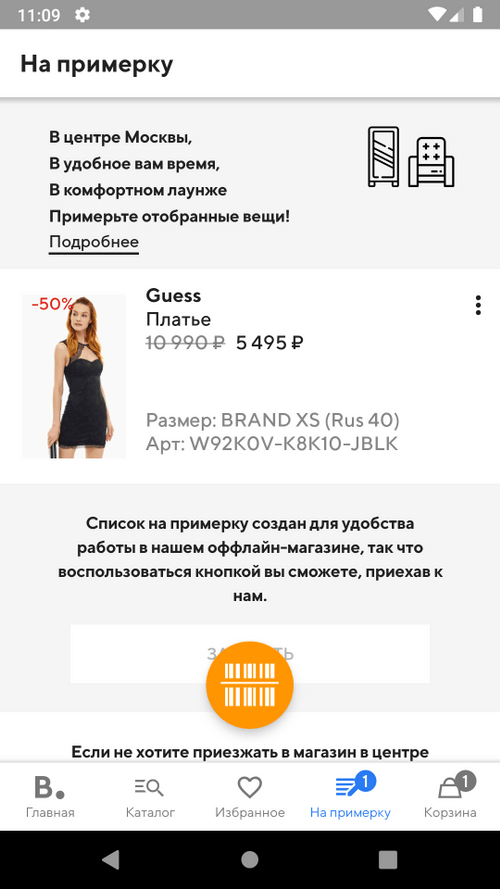 11:09
На примерку
В центре Москвы,
В удобное вам время,
В комфортном лаунже
Примерьте отобранные вещи!
Подробнее
-50%
Guess
Платье
10 990 ₽ 5 495 ₽
Размер: BRAND XS (Rus 40)
Арт: W92K0V-K8K10-JBLK
Список на примерку создан для удобства
работы в нашем оффлайн-магазине, так что
воспользоваться кнопкой вы сможете, приехав к
нам.
Если не хотите приезжать в магазин в центре
B. 1 1
Главная Каталог Избранное На примерку Корзина